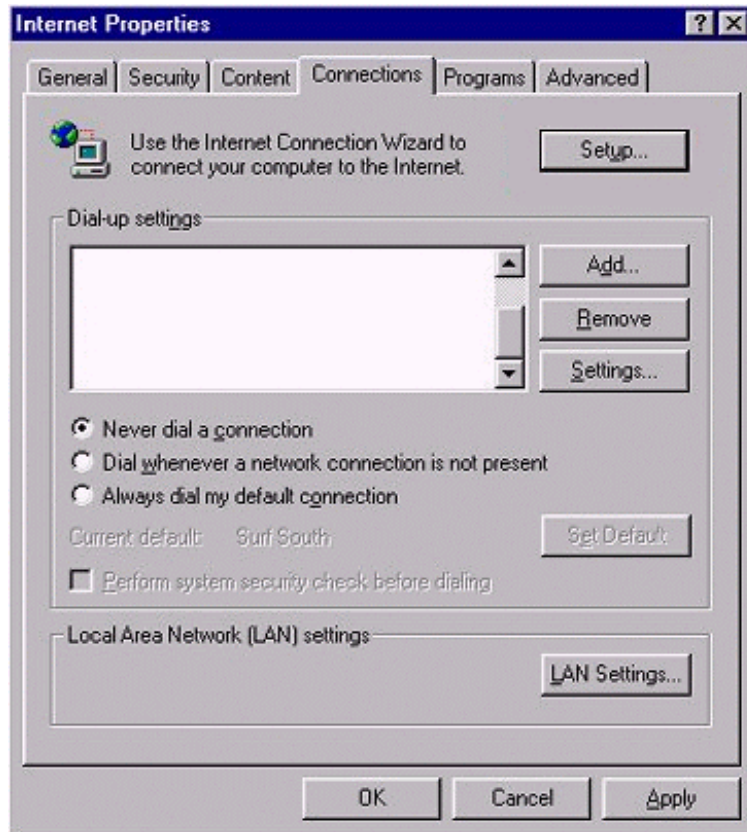 Internet Properties
General Security Content Connections Programs Advanced
Use the Internet Connection Wizard to
connect your computer to the Internet.
Setup...
Dial-up settings
Add...
Remove
Settings...
Never dial a connection
Dial whenever a network connection is not present
Always dial my default connection
Current default: Surf South
Set Default
Perform system security check before dialing
Local Area Network (LAN) settings
LAN Settings...
OK Cancel Apply